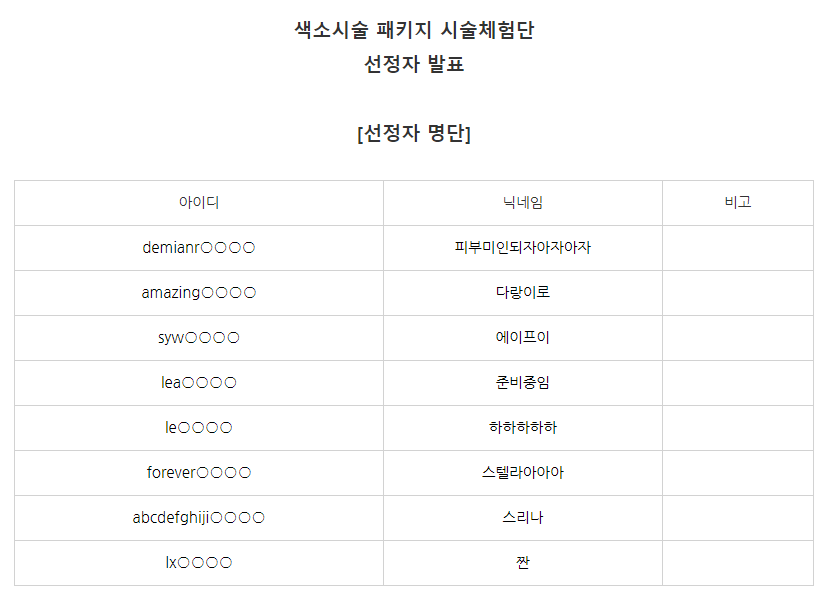 색소시술 패키지 시술체험단
선정자 발표
[선정자 명단]
아이디 닉네임 비고
demianr○○○○ 피부미인되자아자아자
amazing○○○○ 다랑이로
syw○○○○ 에이프이
lea○○○○ 준비중임
le○○○○ 하하하하하
forever○○○○ 스텔라아아아
abcdefghiji○○○○ 스리나
lx○○○○ 짠